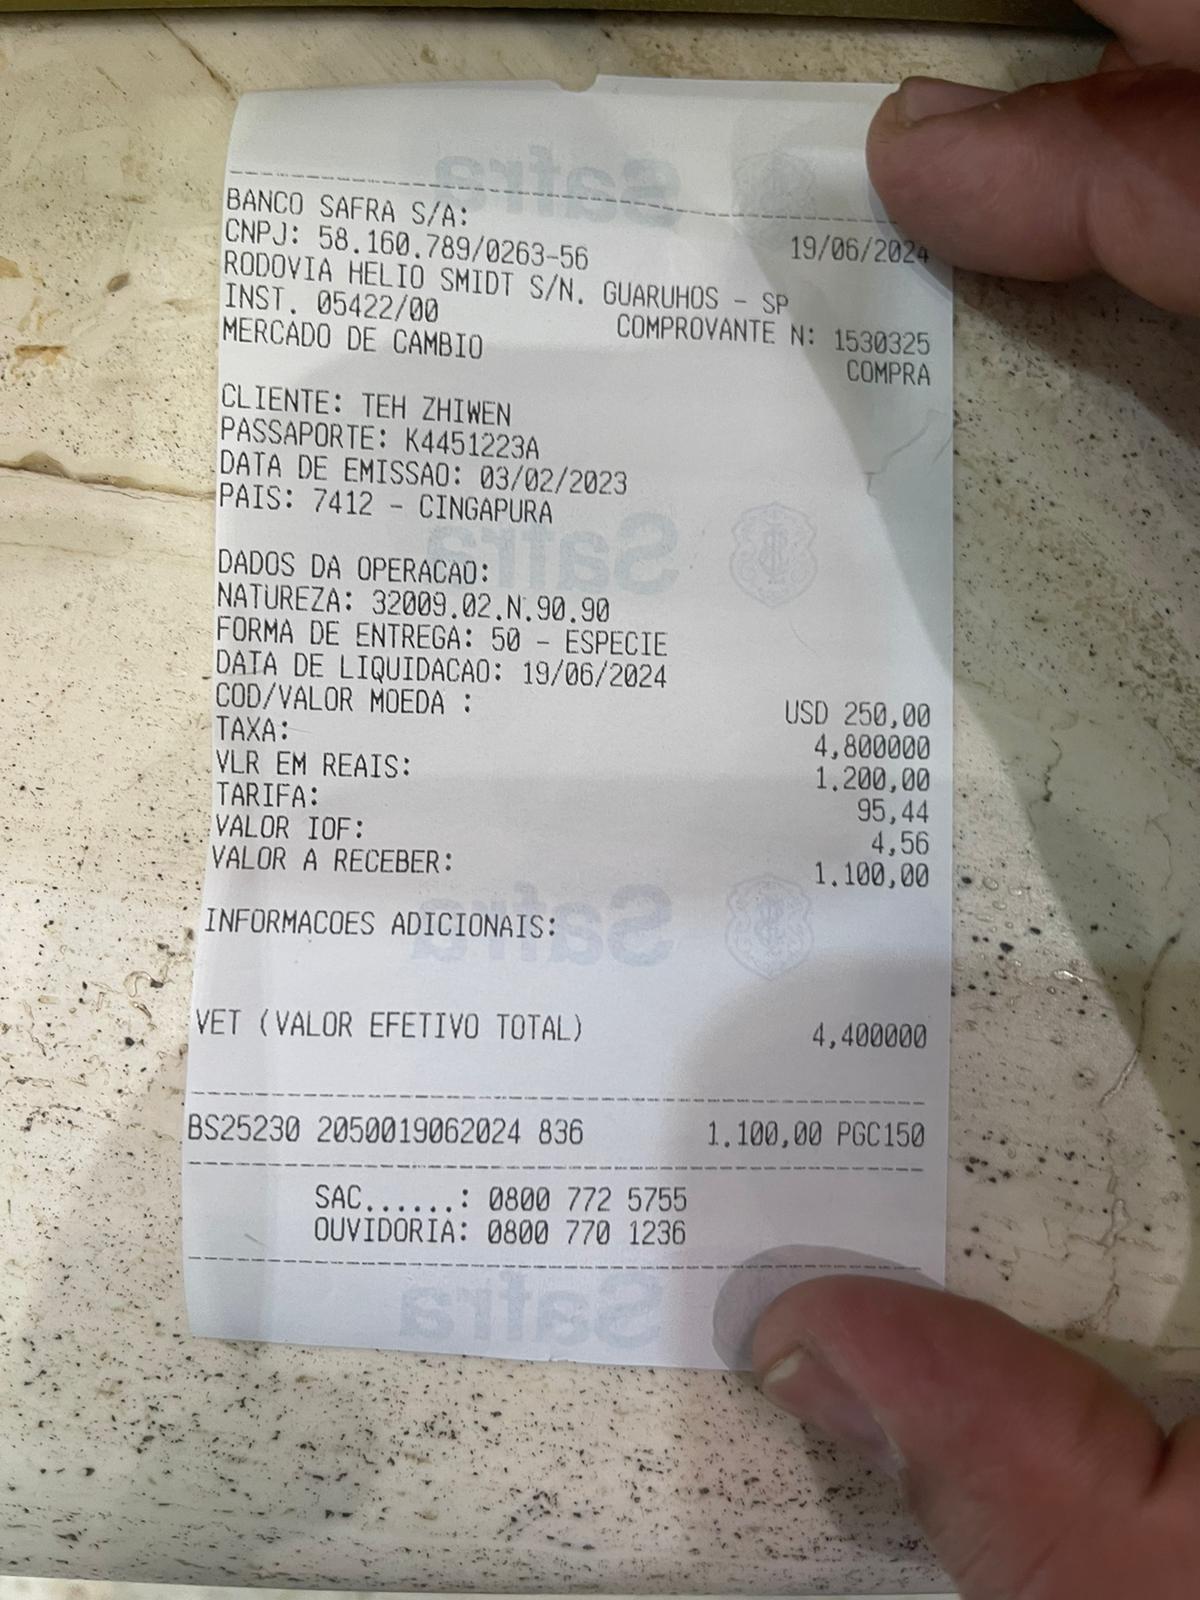 BANCO SAFRA S/A:
CNPJ: 58.160.789/0263-56 19/06/2024
RODOVIA HELIO SMIDT S/N. GUARUHOS - SP
INST. 05422/00 COMPROVANTE N: 1530325
MERCADO DE CAMBIO COMPRA
CLIENTE: TEH ZHIWEN
PASSAPORTE: K4451223A
DATA DE EMISSAO: 03/02/2023
PAIS: 7412 - CINGAPURA
DADOS DA OPERACAO:
NATUREZA: 32009.02.N.90.90
FORMA DE ENTREGA: 50 - ESPECIE
DATA DE LIQUIDACAO: 19/06/2024
COD/VALOR MOEDA : USD 250,00
TAXA: 4,800000
VLR EM REAIS: 1.200,00
TARIFA: 95,44
VALOR IOF: 4,56
VALOR A RECEBER: 1.100,00
INFORMACOES ADICIONAIS:
VET (VALOR EFETIVO TOTAL) 4,400000
BS25230 2050019062024 836 1.100,00 PGC150
SAC......: 0800 772 5755
OUVIDORIA: 0800 770 1236
Safra
Safra
Safra
Safra